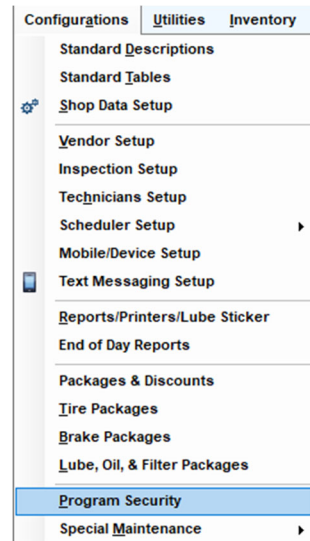 Configurations Utilities Inventory
Standard Descriptions
Standard Tables
Shop Data Setup
Vendor Setup
Inspection Setup
Technicians Setup
Scheduler Setup
Mobile/Device Setup
Text Messaging Setup
Reports/Printers/Lube Sticker
End of Day Reports
Packages & Discounts
Tire Packages
Brake Packages
Lube, Oil, & Filter Packages
Program Security
Special Maintenance